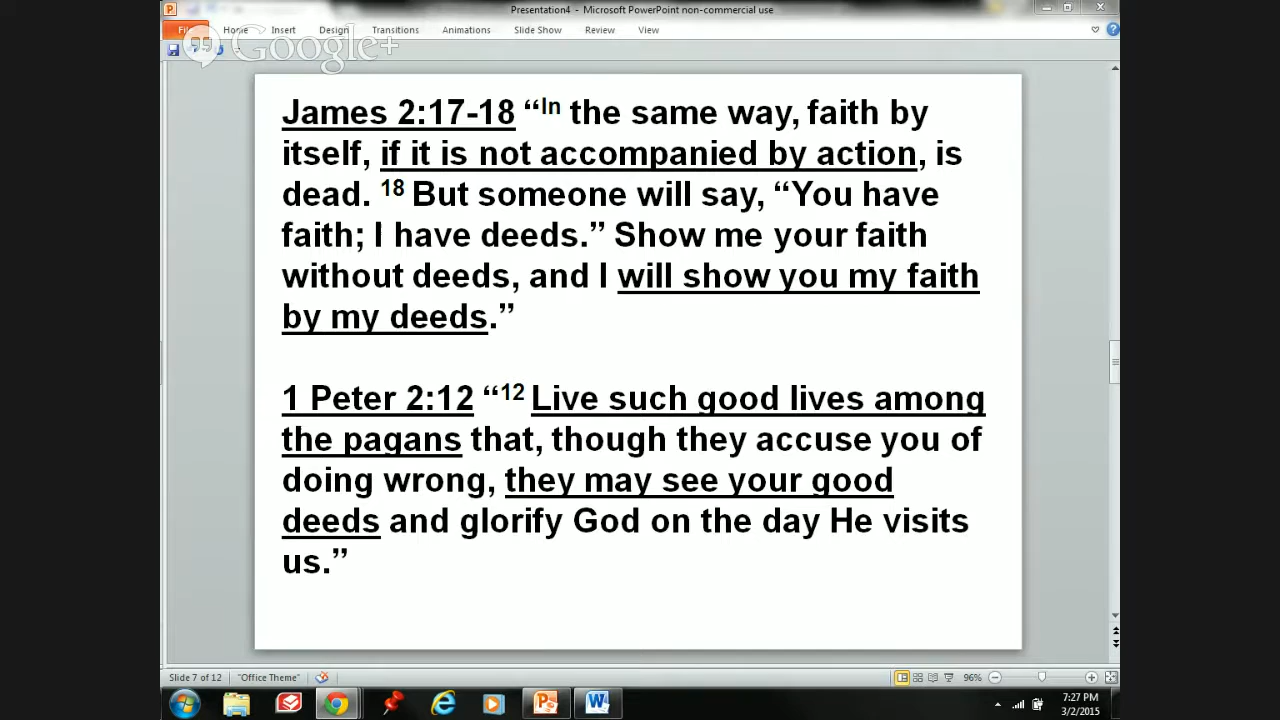 Presentation4 - Microsoft PowerPoint non-commercial use
Home Insert Design Transitions Animations Slide Show Review View
Google+
James 2:17-18 “In the same way, faith by
itself, if it is not accompanied by action, is
dead. 18 But someone will say, “You have
faith; I have deeds.” Show me your faith
without deeds, and I will show you my faith
by my deeds.”
1 Peter 2:12 “12 Live such good lives among
the pagans that, though they accuse you of
doing wrong, they may see your good
deeds and glorify God on the day He visits
us.”
Slide 7 of 12 "Office Theme" 96%
7:27 PM
3/2/2015